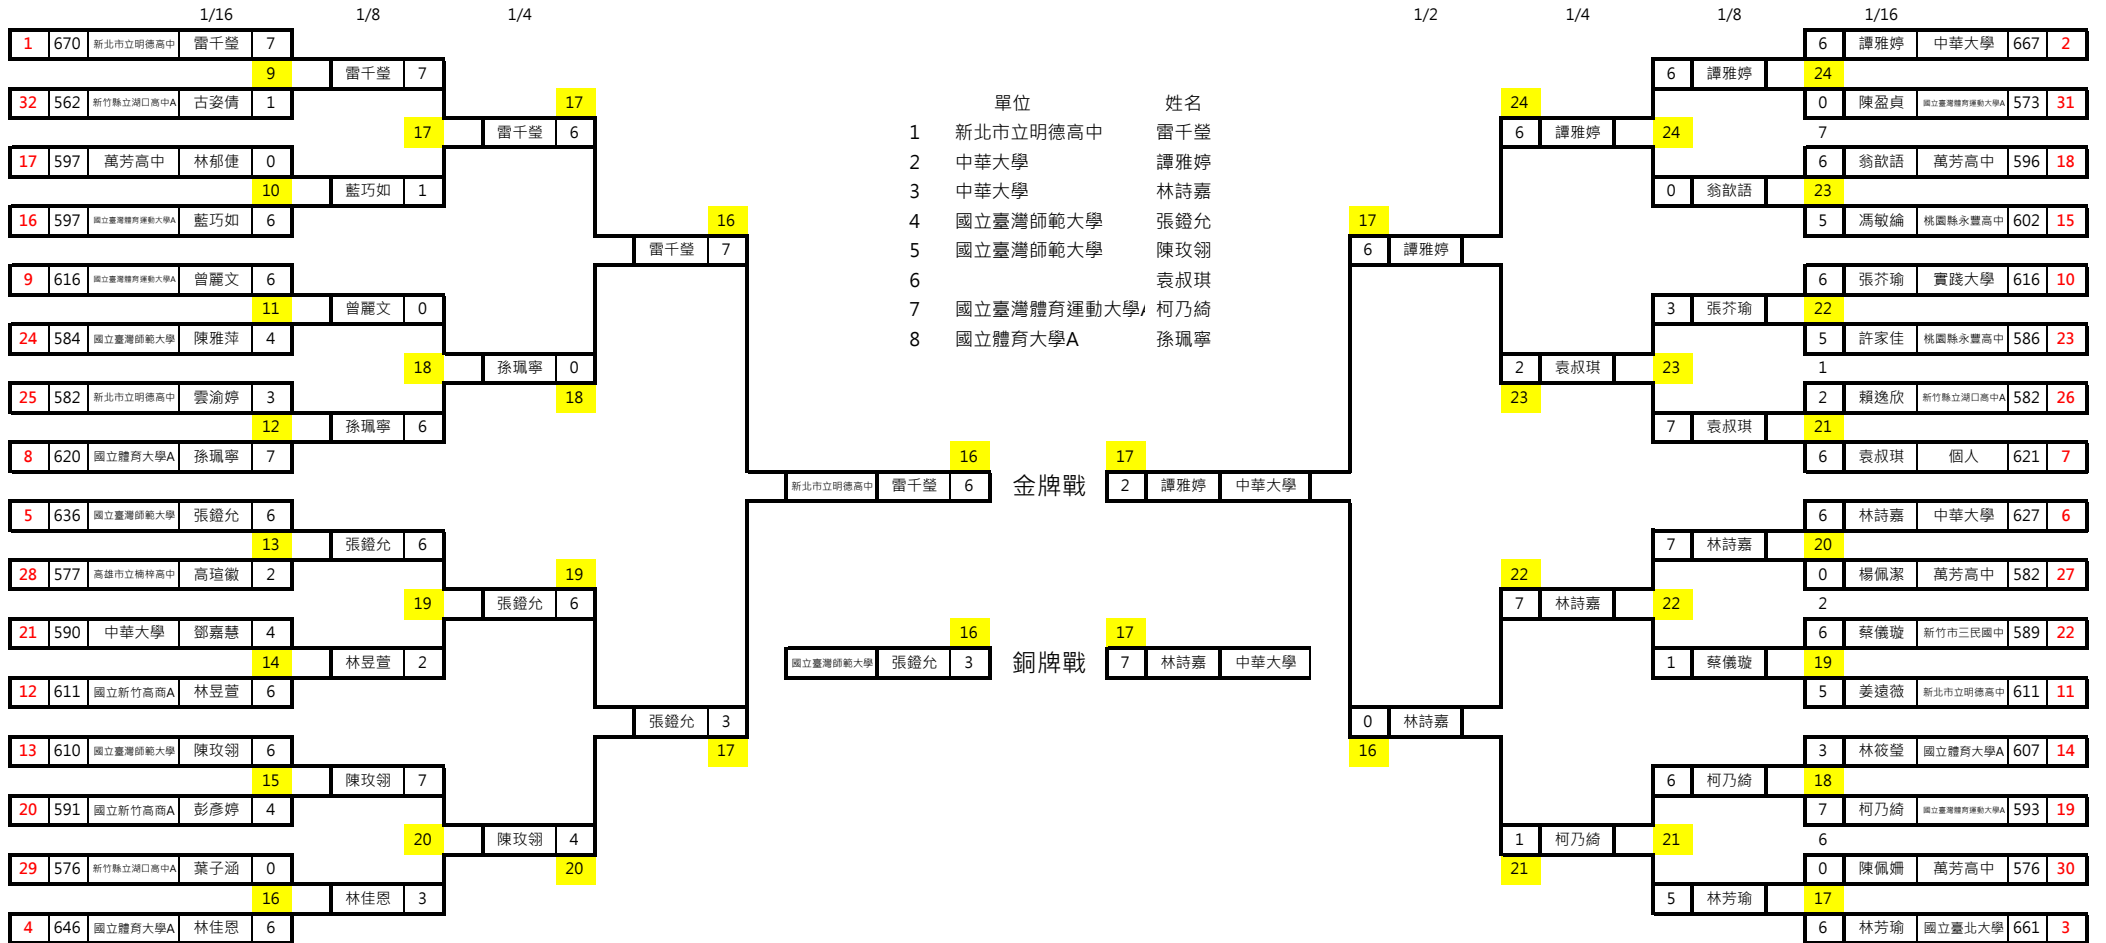 1/16 1/8 1/4 1/2 1/4 1/8 1/16
1 670 新北市立明德高中 雷千瑩 7 6 譚雅婷 中華大學 667 2
9 雷千瑩 7 6 譚雅婷 24
32 562 新竹縣立湖口高中A 古姿倩 1 17 單位 姓名 24 0 陳盈貞 國立臺灣體育運動大學A 573 31
17 雷千瑩 6 1 新北市立明德高中 雷千瑩 6 譚雅婷 24 7
17 597 萬芳高中 林郁倢 0 2 中華大學 譚雅婷 6 翁歆語 萬芳高中 596 18
10 藍巧如 1 3 中華大學 林詩嘉 0 翁歆語 23
16 597 國立臺灣體育運動大學A 藍巧如 6 16 4 國立臺灣師範大學 張鐙允 17 5 馮敏綸 桃園縣永豐高中 602 15
雷千瑩 7 5 國立臺灣師範大學 陳玫翎 6 譚雅婷
9 616 國立臺灣體育運動大學A 曾麗文 6 6 袁叔琪 6 張芥瑜 實踐大學 616 10
11 曾麗文 0 7 國立臺灣體育運動大學 柯乃綺 3 張芥瑜 22
24 584 國立臺灣師範大學 陳雅萍 4 8 國立體育大學A 孫珮寧 5 許家佳 桃園縣永豐高中 586 23
18 孫珮寧 0 2 袁叔琪 23 1
25 582 新北市立明德高中 雲渝婷 3 18 23 2 賴逸欣 新竹縣立湖口高中A 582 26
12 孫珮寧 6 7 袁叔琪 21
8 620 國立體育大學A 孫珮寧 7 16 17 6 袁叔琪 個人 621 7
新北市立明德高中 雷千瑩 6 金牌戰 2 譚雅婷 中華大學
5 636 國立臺灣師範大學 張鐙允 6 6 林詩嘉 中華大學 627 6
13 張鐙允 6 7 林詩嘉 20
28 577 高雄市立楠梓高中 高瑄徽 2 19 22 0 楊佩潔 萬芳高中 582 27
19 張鐙允 6 7 林詩嘉 22 2
21 590 中華大學 鄧嘉慧 4 16 17 6 蔡儀璇 新竹市三民國中 589 22
14 林昱萱 2 國立臺灣師範大學 張鐙允 3 銅牌戰 7 林詩嘉 中華大學 1 蔡儀璇 19
12 611 國立新竹高商A 林昱萱 6 5 姜遠薇 新北市立明德高中 611 11
張鐙允 3 0 林詩嘉
13 610 國立臺灣師範大學 陳玫翎 6 17 16 3 林筱瑩 國立體育大學A 607 14
15 陳玫翎 7 6 柯乃綺 18
20 591 國立新竹高商A 彭彥婷 4 7 柯乃綺 國立臺灣體育運動大學A 593 19
20 陳玫翎 4 1 柯乃綺 21 6
29 576 新竹縣立湖口高中A 葉子涵 0 20 21 0 陳佩姍 萬芳高中 576 30
16 林佳恩 3 5 林芳瑜 17
4 646 國立體育大學A 林佳恩 6 6 林芳瑜 國立臺北大學 661 3